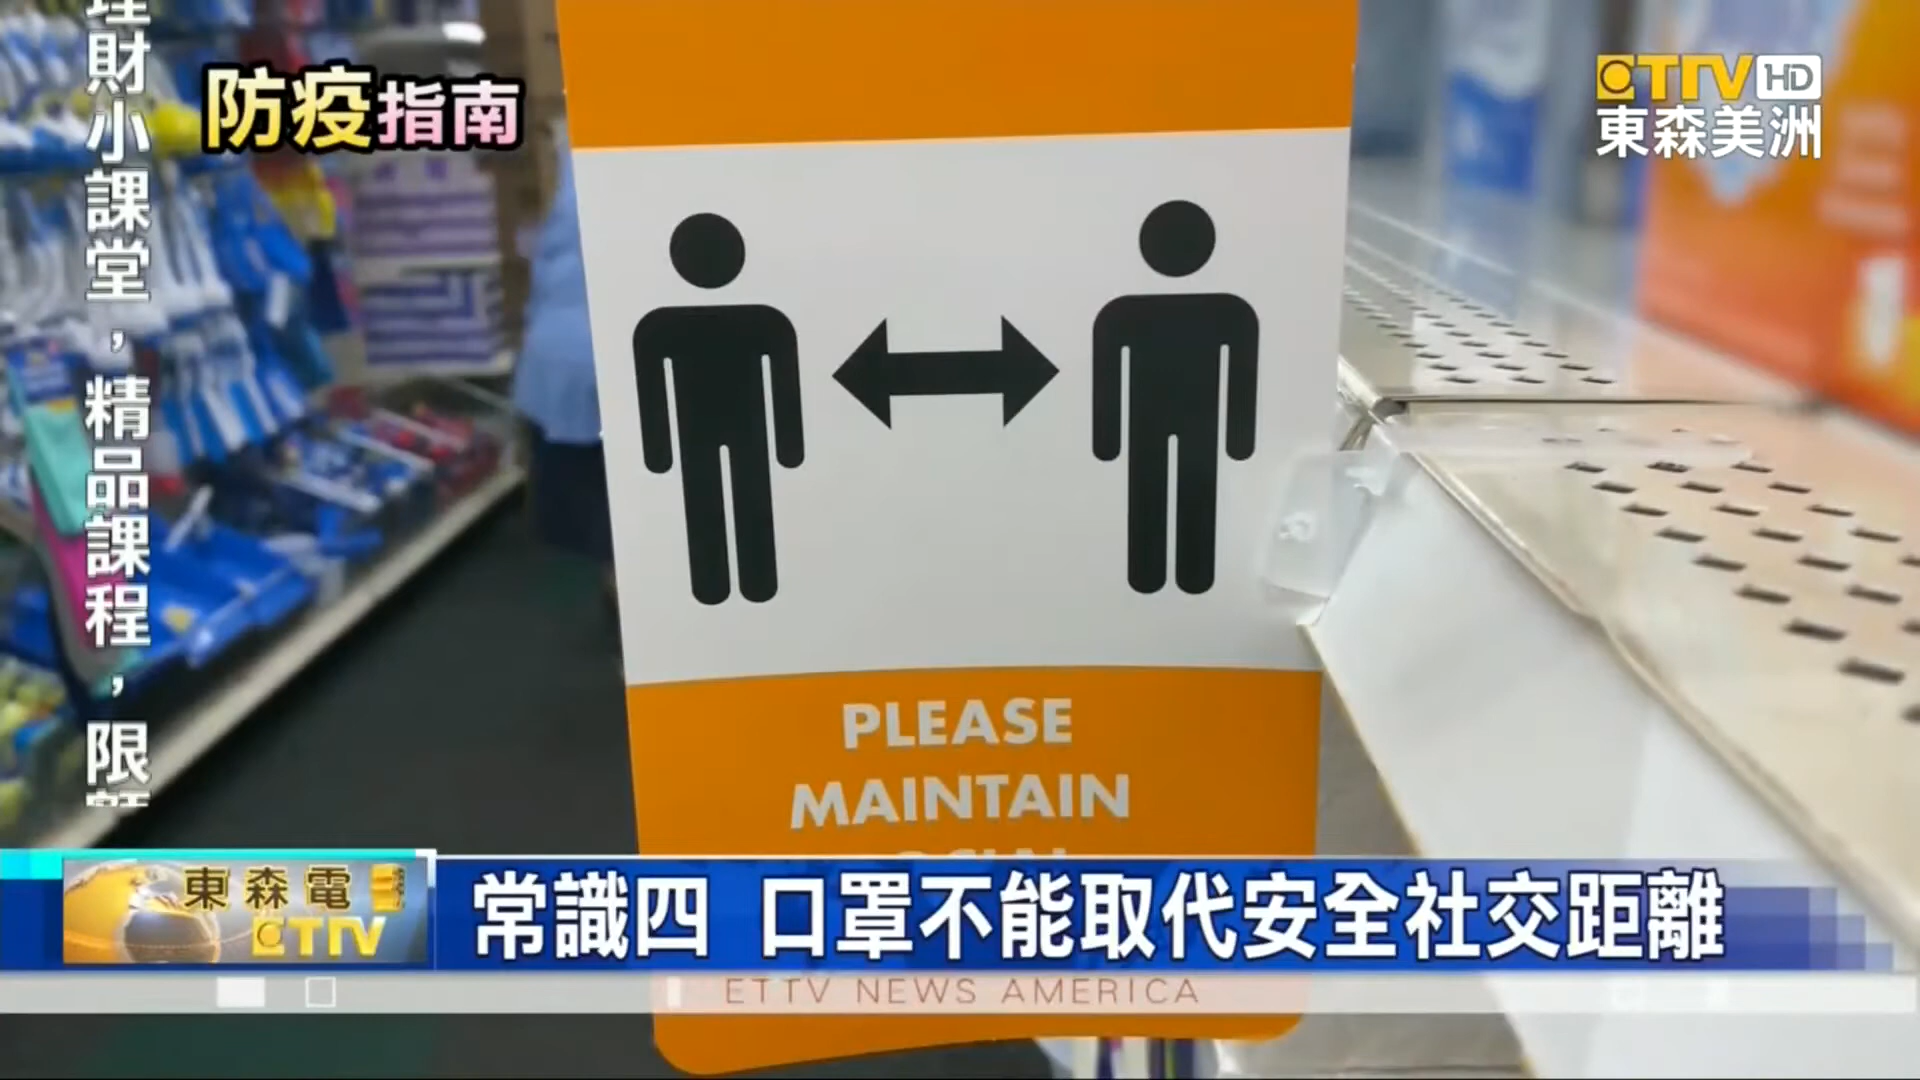 防疫指南
ETTV HD
東森美洲
財小課堂，精品課程，限
PLEASE
MAINTAIN
東森電
ETTV
常識四 口罩不能取代安全社交距離
ETTV NEWS AMERICA